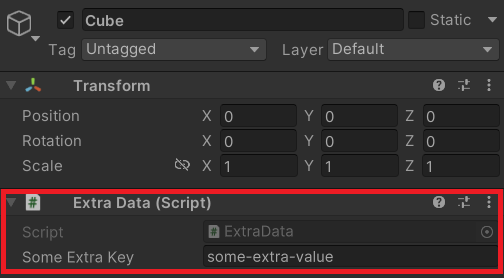 Cube Static
Tag Untagged Layer Default
Transform
Position X 0 Y 0 Z 0
Rotation X 0 Y 0 Z 0
Scale X 1 Y 1 Z 1
# Extra Data (Script)
Script # ExtraData
Some Extra Key some-extra-value